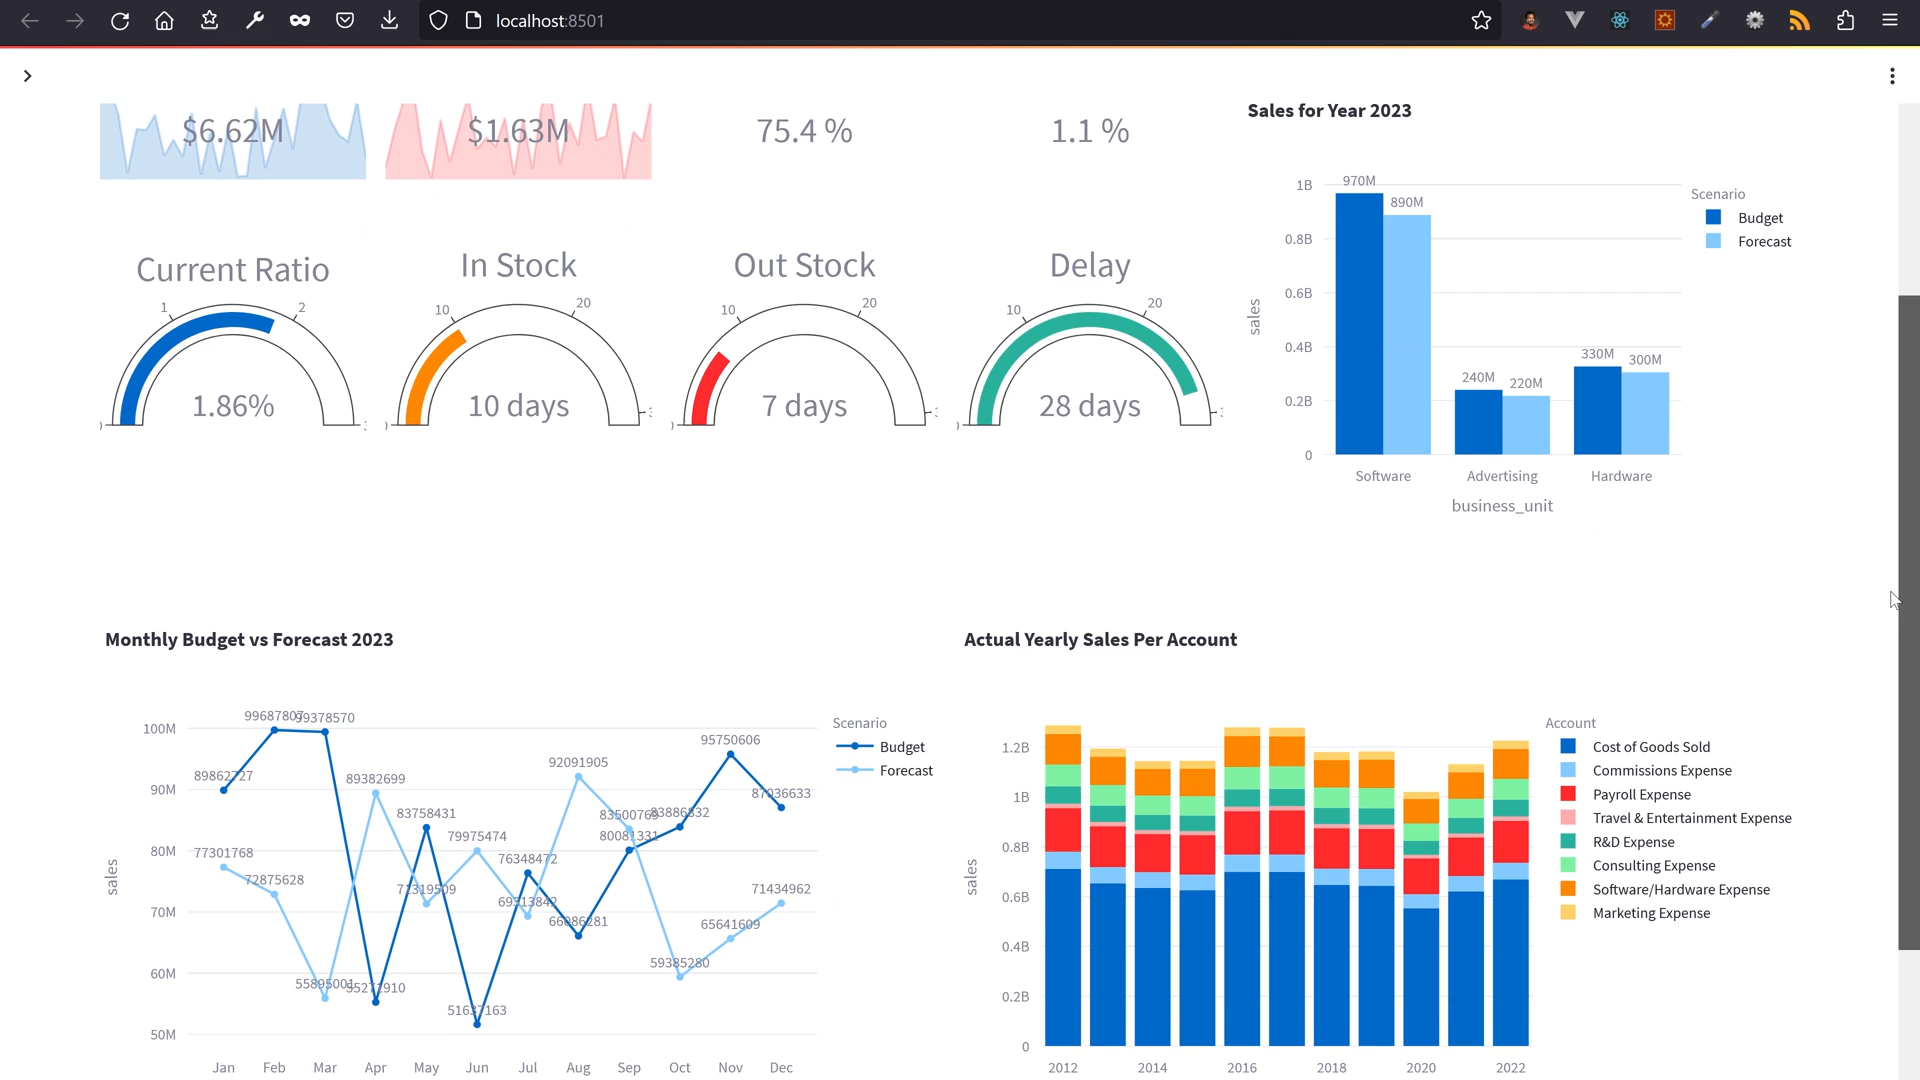 localhost:8501
$6.62M
$1.63M
75.4 %
1.1 %
Current Ratio
1
2
0
1.86%
In Stock
10
20
10 days
Out Stock
10
20
7 days
Delay
10
20
28 days
Sales for Year 2023
1B
0.8B
0.6B
0.4B
0.2B
0
sales
970M
890M
240M
220M
330M
300M
Software
Advertising
Hardware
business_unit
Scenario
Budget
Forecast
Monthly Budget vs Forecast 2023
100M
90M
80M
70M
60M
50M
sales
89862727
99687807
99378570
77301768
72875628
55895001
89382699
55271910
83758431
71319509
79975474
51637163
76348472
69313842
92091905
66086281
83500769
80081331
83886832
59385280
95750606
65641609
87036633
71434962
Jan
Feb
Mar
Apr
May
Jun
Jul
Aug
Sep
Oct
Nov
Dec
Scenario
Budget
Forecast
Actual Yearly Sales Per Account
1.2B
1B
0.8B
0.6B
0.4B
0.2B
0
sales
2012
2014
2016
2018
2020
2022
Account
Cost of Goods Sold
Commissions Expense
Payroll Expense
Travel & Entertainment Expense
R&D Expense
Consulting Expense
Software/Hardware Expense
Marketing Expense